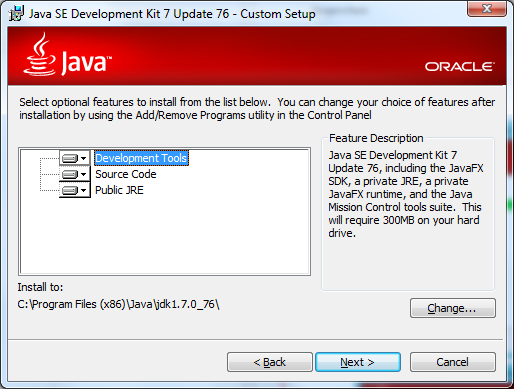 Java SE Development Kit 7 Update 76 - Custom Setup
Java™
ORACLE
Select optional features to install from the list below. You can change your choice of features after
installation by using the Add/Remove Programs utility in the Control Panel
Development Tools
Source Code
Public JRE
Feature Description
Java SE Development Kit 7
Update 76, including the JavaFX
SDK, a private JRE, a private
JavaFX runtime, and the Java
Mission Control tools suite. This
will require 300MB on your hard
drive.
Install to:
C:\Program Files (x86)\Java\jdk1.7.0_76\
Change...
< Back
Next >
Cancel